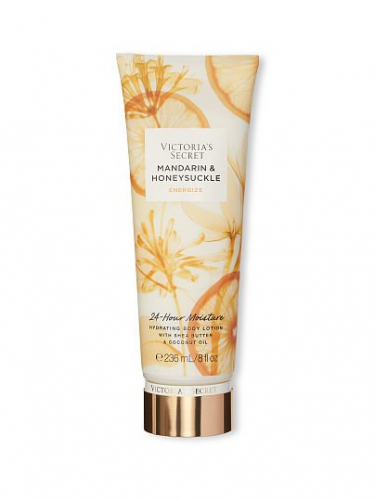 VICTORIA'S
SECRET
MANDARIN &
HONEYSUCKLE
ENERGIZE
24-Hour Moisture
HYDRATING BODY LOTION
WITH SHEA BUTTER
& COCONUT OIL
℮ 236 mL/8 fl oz
VICTORIA'S SECRET